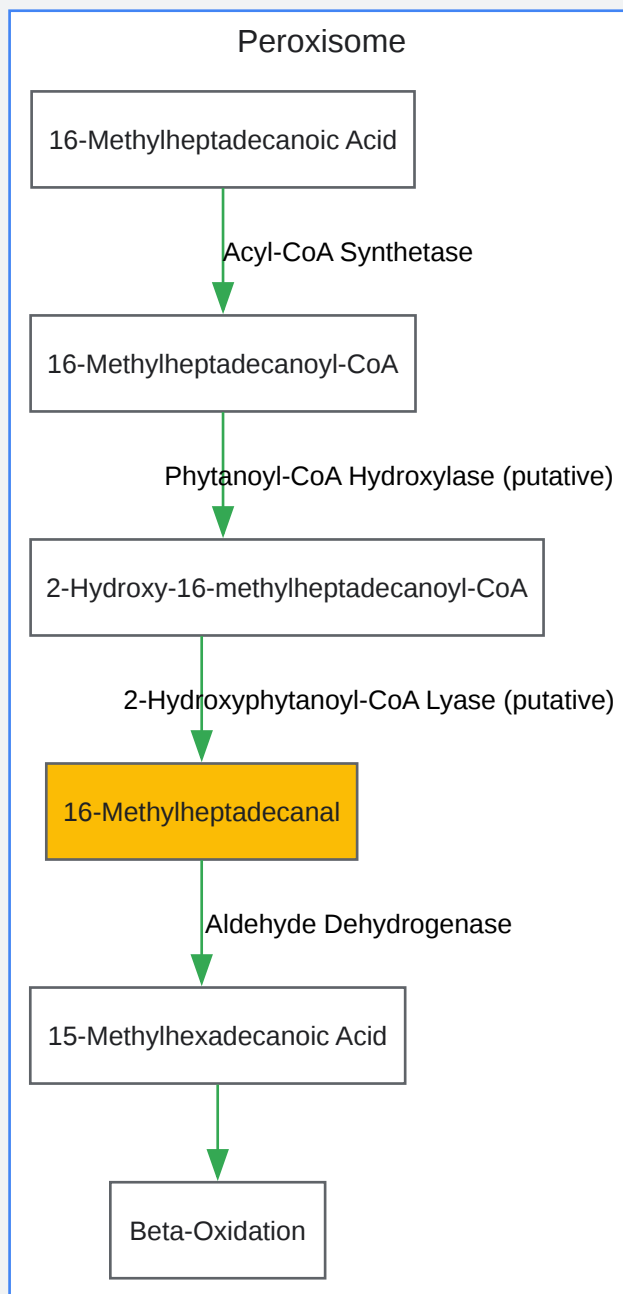 Peroxisome
16-Methylheptadecanoic Acid
Acyl-CoA Synthetase
16-Methylheptadecanoyl-CoA
Phytanoyl-CoA Hydroxylase (putative)
2-Hydroxy-16-methylheptadecanoyl-CoA
2-Hydroxyphytanoyl-CoA Lyase (putative)
16-Methylheptadecanal
Aldehyde Dehydrogenase
15-Methylhexadecanoic Acid
Beta-Oxidation